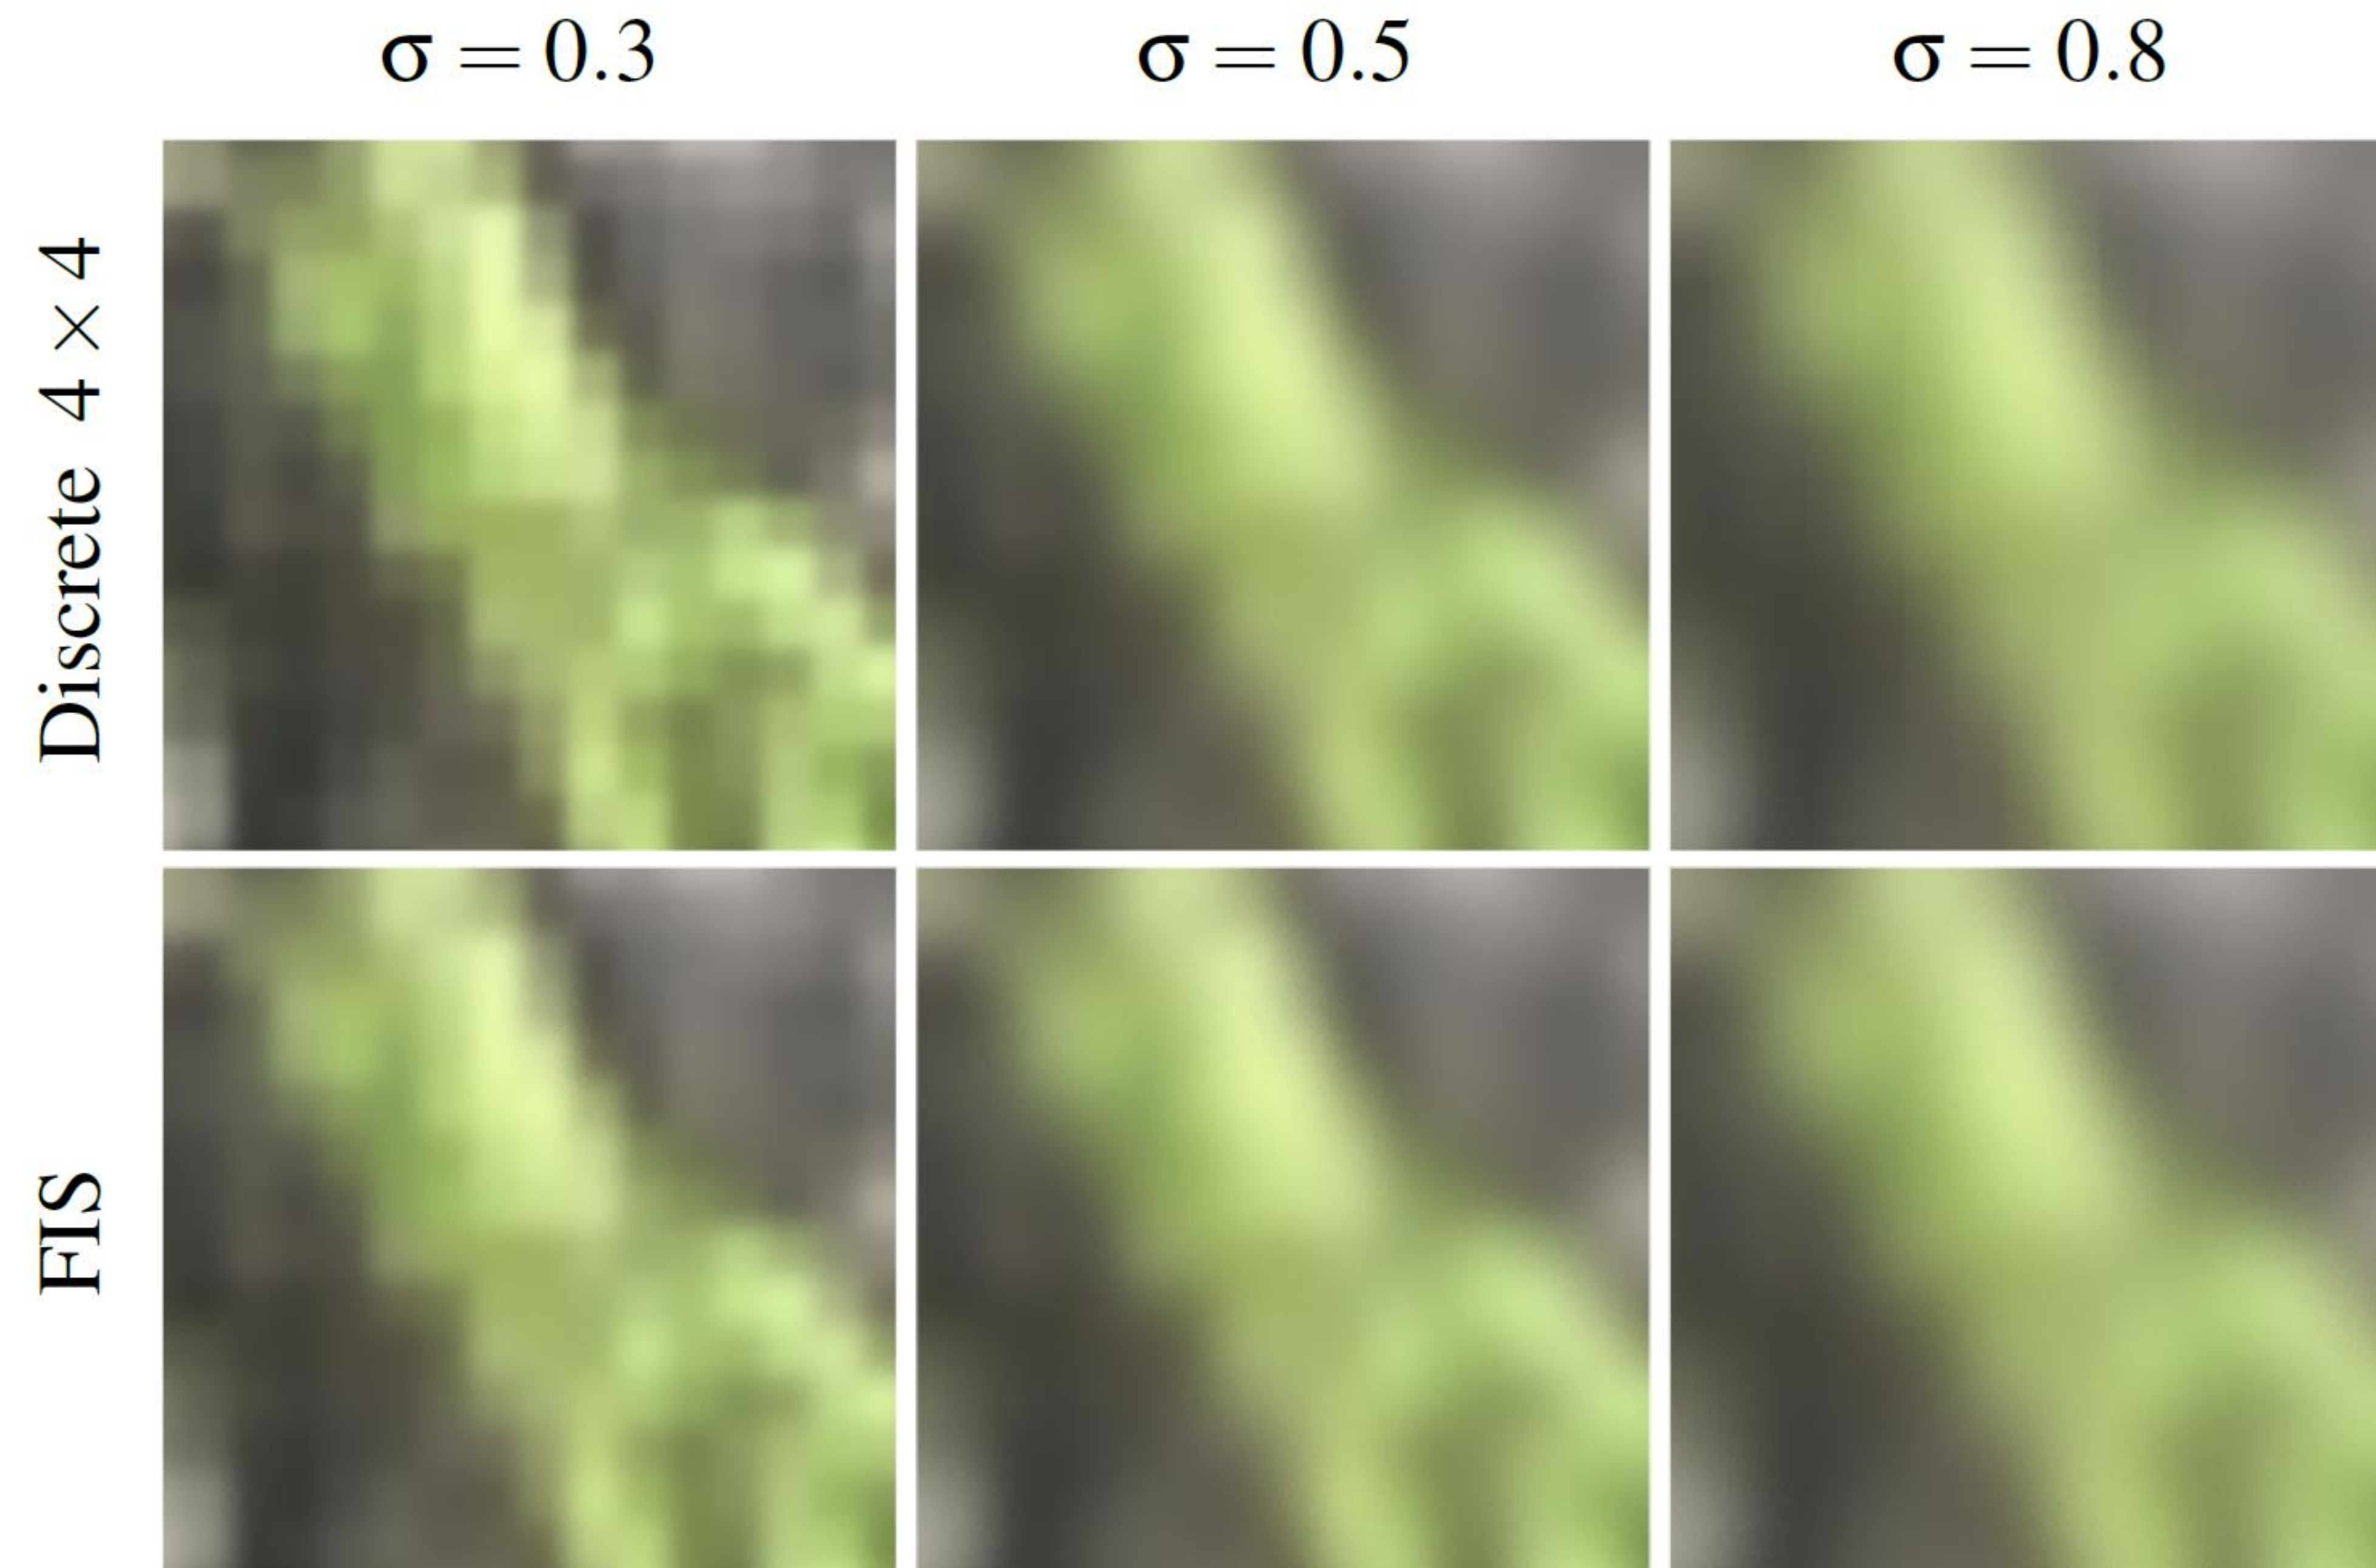 σ = 0.3
σ = 0.5
σ = 0.8
Discrete 4 × 4
FIS